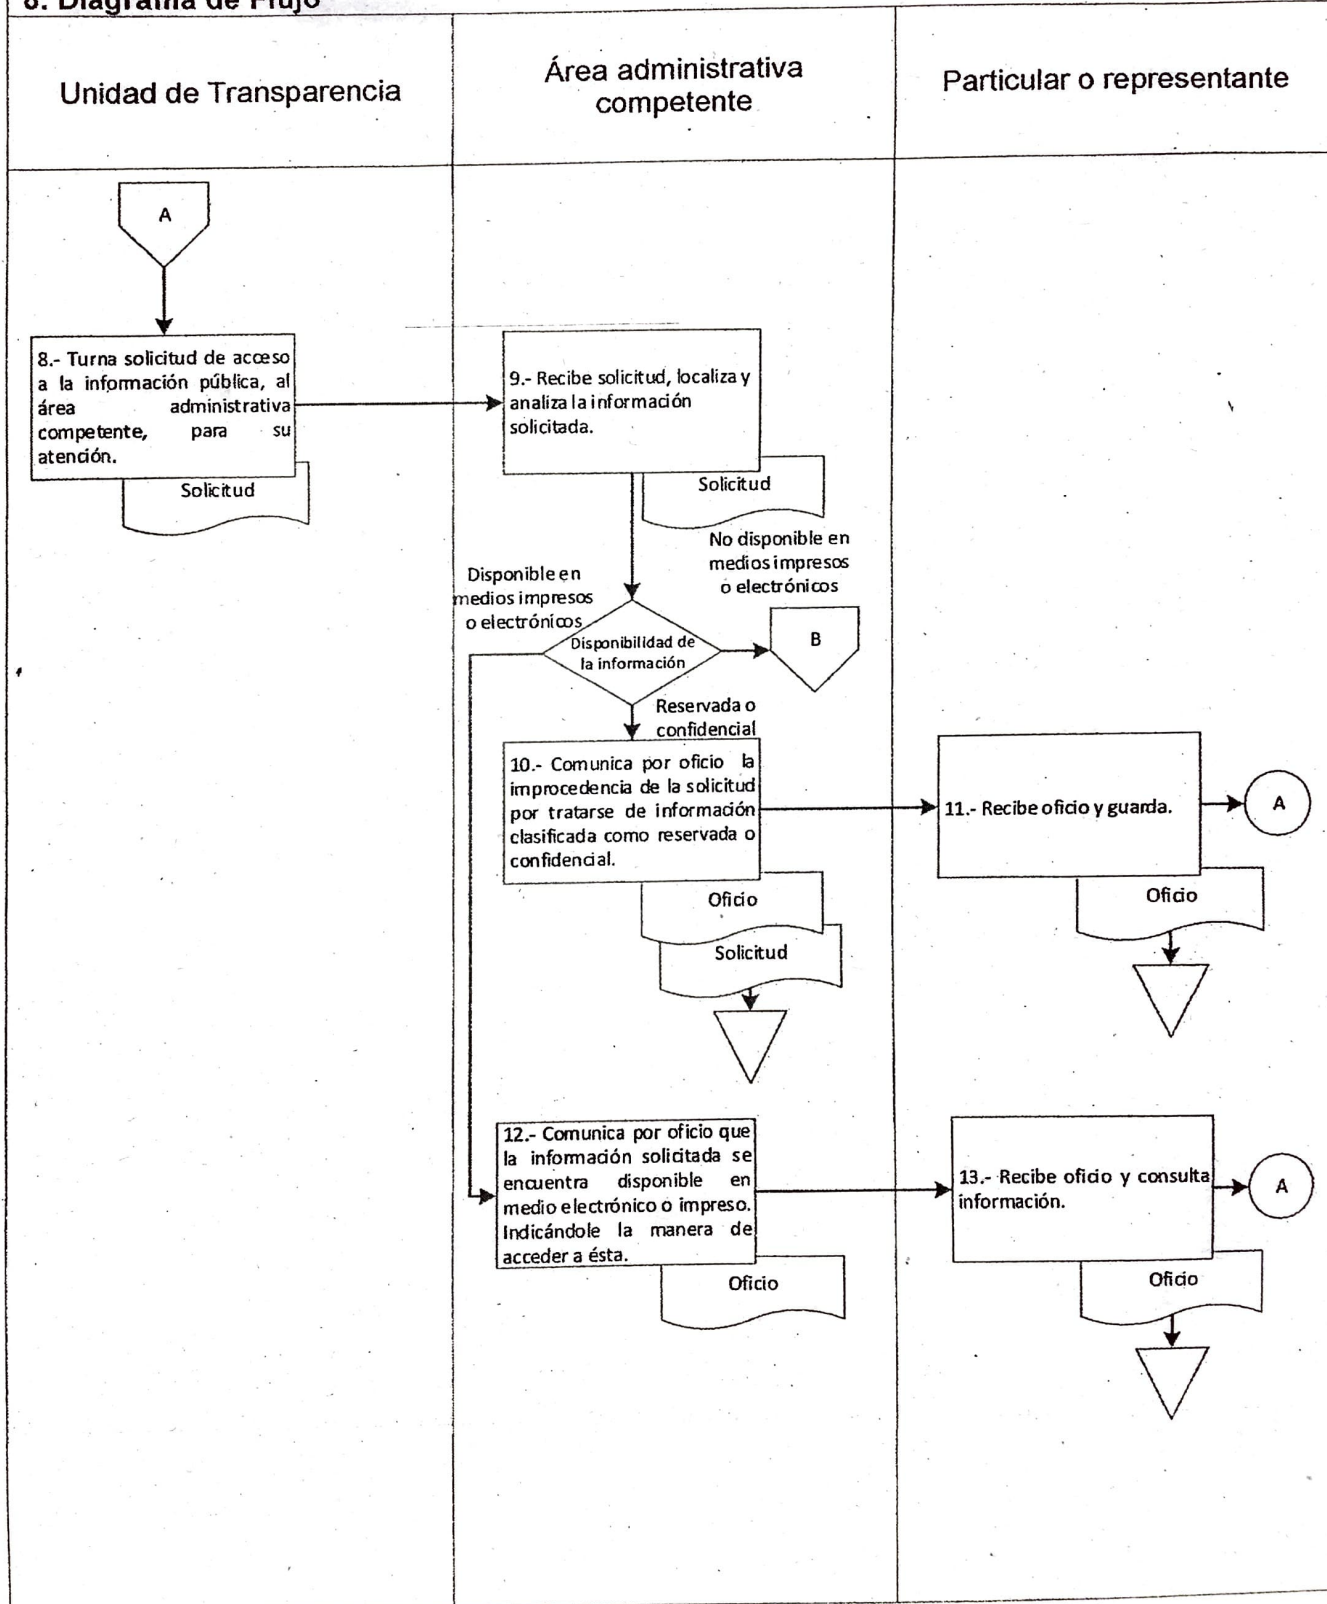 Diagrama de Flujo
Unidad de Transparencia
Área administrativa
competente
Particular o representante
A
8.- Turna solicitud de acceso
a la información pública, al
área administrativa
competente, para su
atención.
Solicitud
9.- Recibe solicitud, localiza y
analiza la información
solicitada.
Solicitud
Disponible en
medios impresos
o electrónicos
No disponible en
medios impresos
o electrónicos
Disponibilidad de
la información
B
Reservada o
confidencial
10.- Comunica por oficio la
improcedencia de la solicitud
por tratarse de información
clasificada como reservada o
confidencial.
Oficio
Solicitud
11.- Recibe oficio y guarda.
A
Oficio
12.- Comunica por oficio que
la información solicitada se
encuentra disponible en
medio electrónico o impreso.
Indicándole la manera de
acceder a ésta.
Oficio
13.- Recibe oficio y consulta
información.
A
Oficio